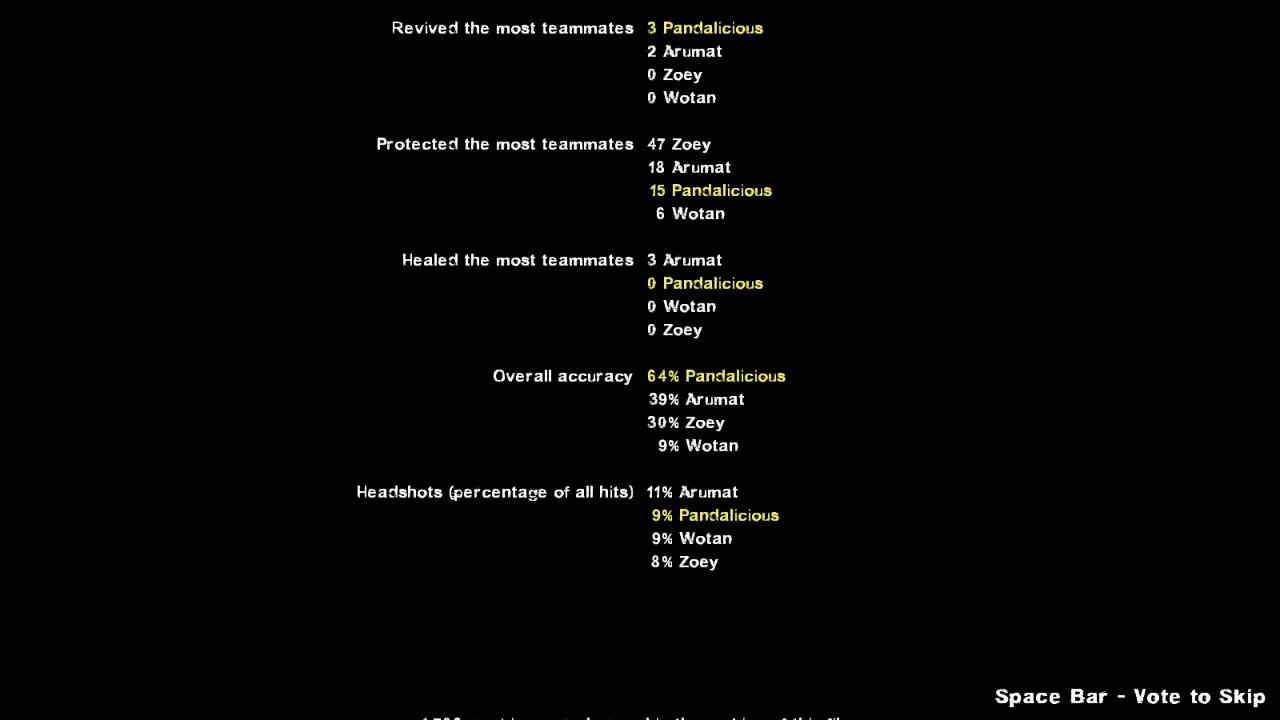 Revived the most teammates 3 Pandalicious
2 Arumat
0 Zoey
0 Wotan
Protected the most teammates 47 Zoey
18 Arumat
15 Pandalicious
6 Wotan
Healed the most teammates 3 Arumat
0 Pandalicious
0 Wotan
0 Zoey
Overall accuracy 64% Pandalicious
39% Arumat
30% Zoey
9% Wotan
Headshots (percentage of all hits) 11% Arumat
9% Pandalicious
9% Wotan
8% Zoey
Space Bar - Vote to Skip